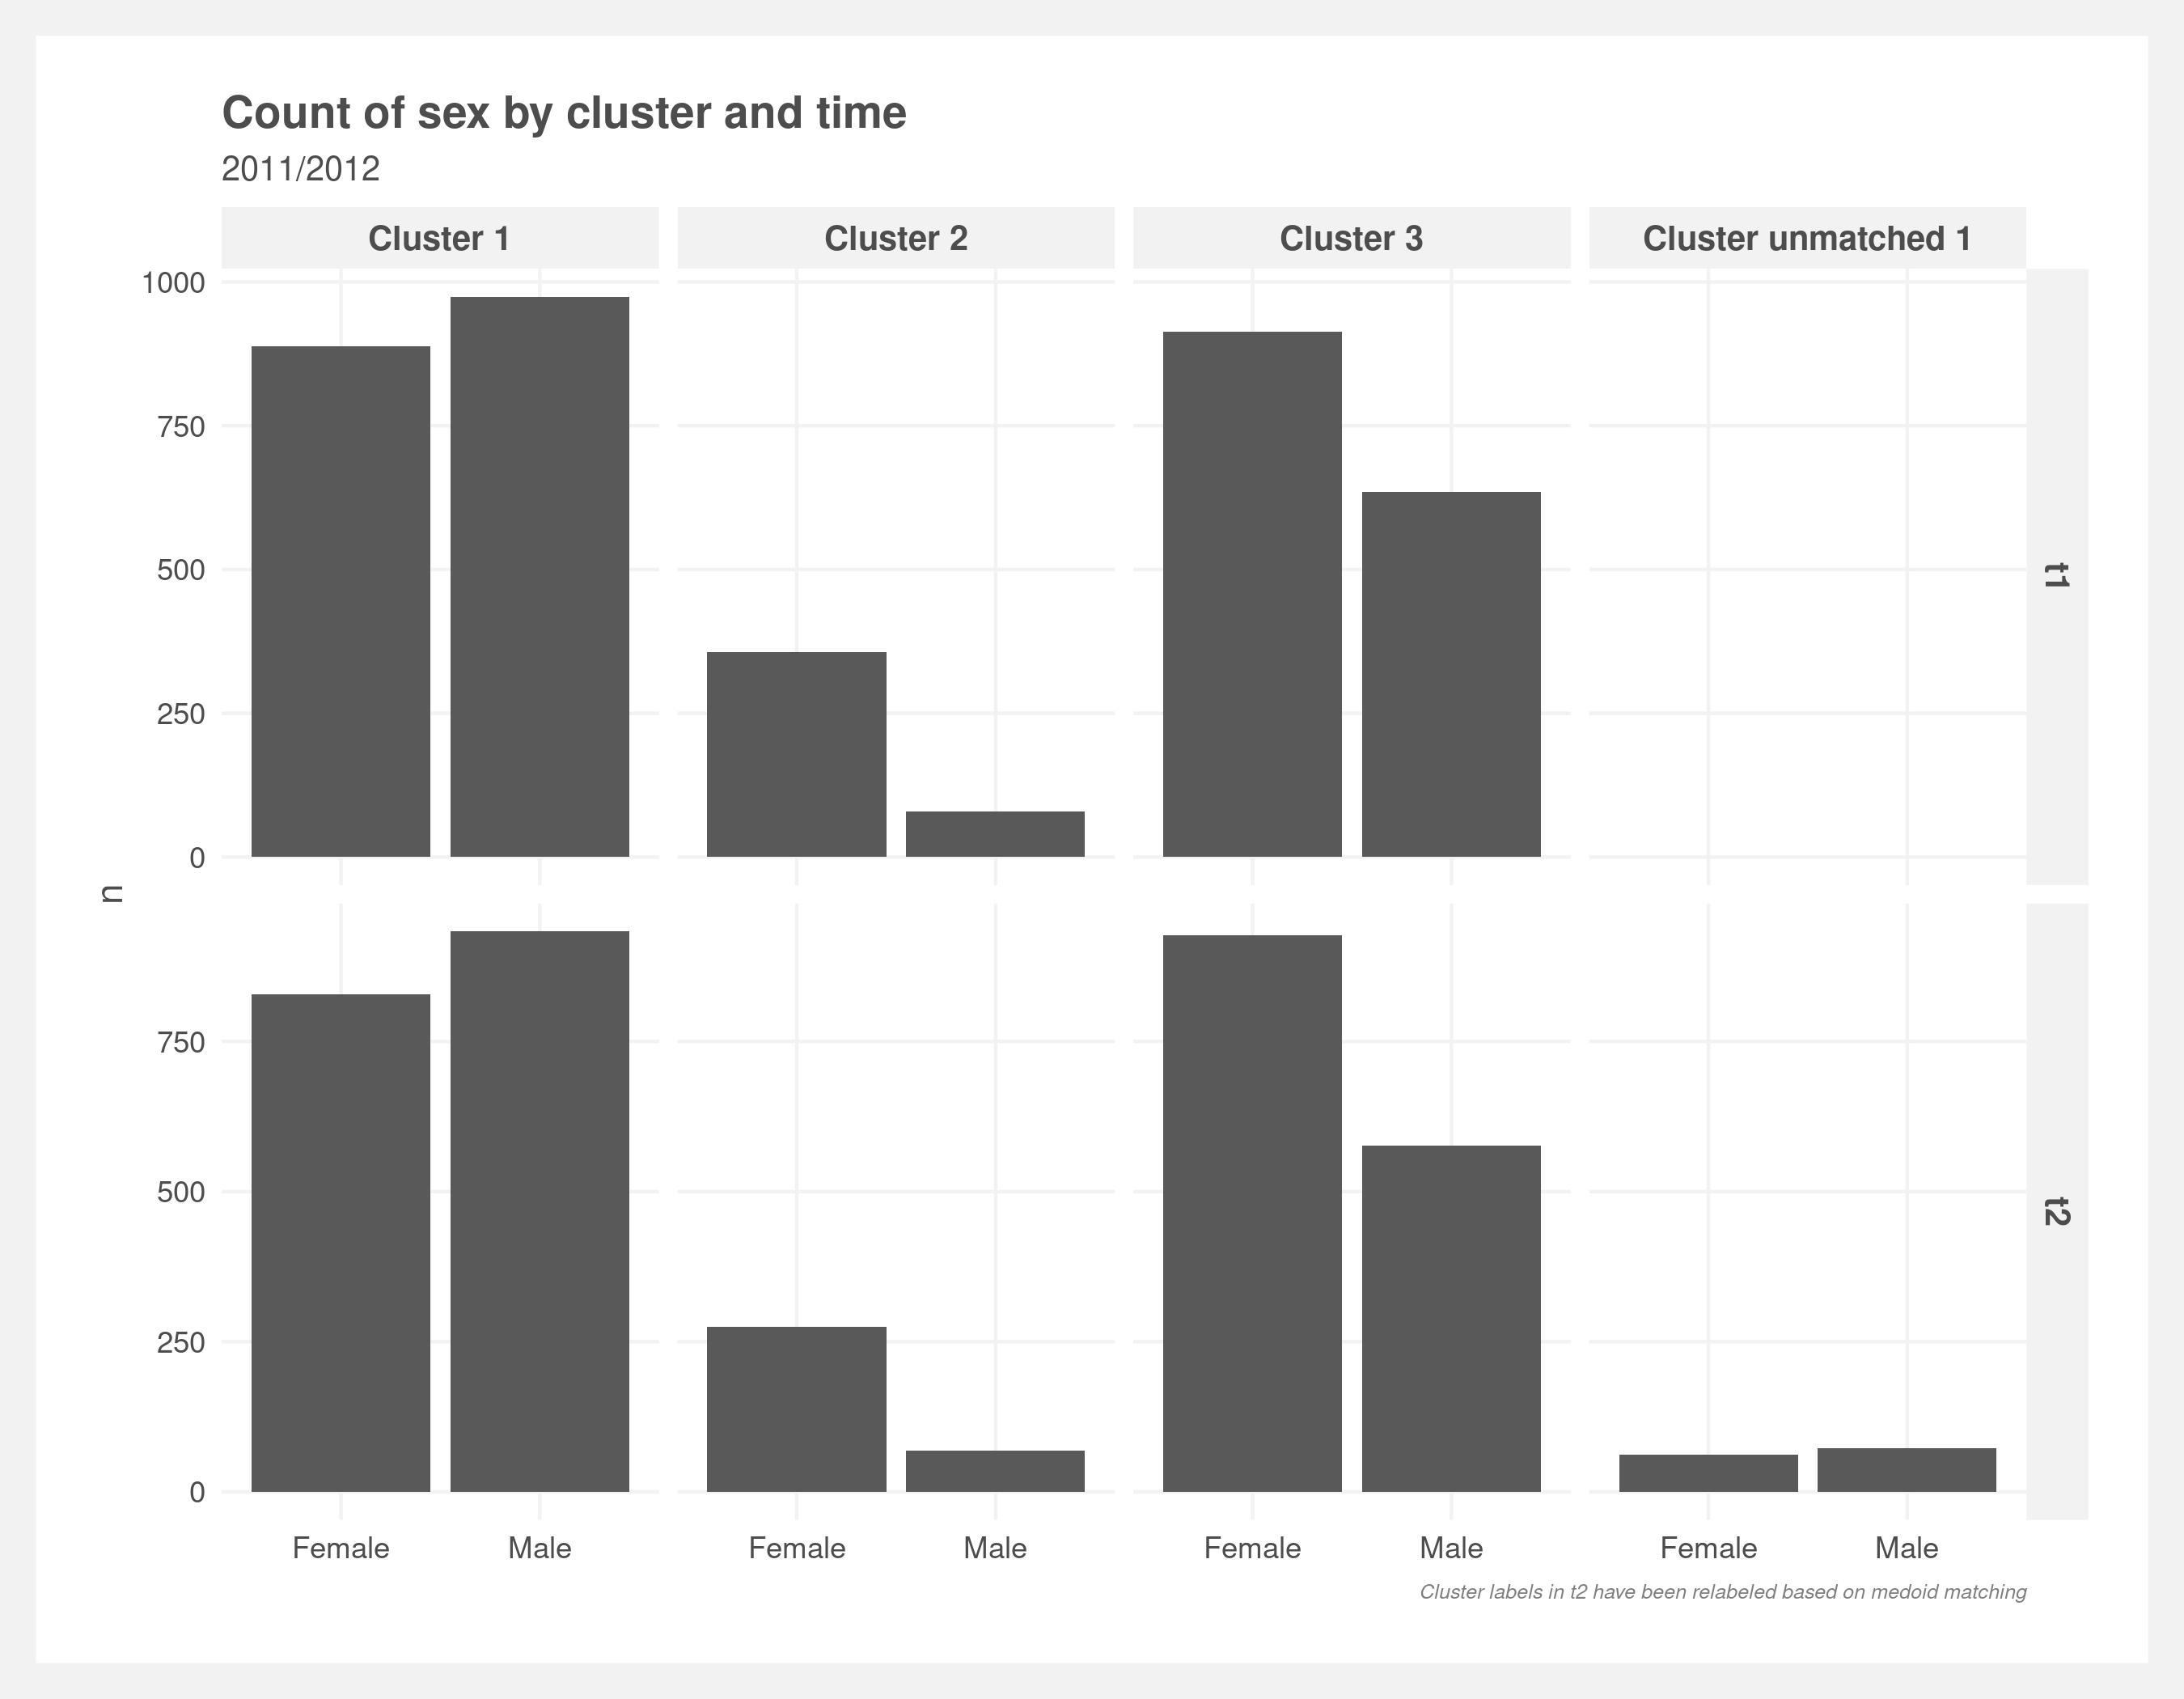 Count of sex by cluster and time
2011/2012
Cluster 1 Cluster 2 Cluster 3 Cluster unmatched 1
1000
750
500
250
0
t1
n
750
500
250
0
t2
Female Male Female Male Female Male Female Male
Cluster labels in t2 have been relabeled based on medoid matching